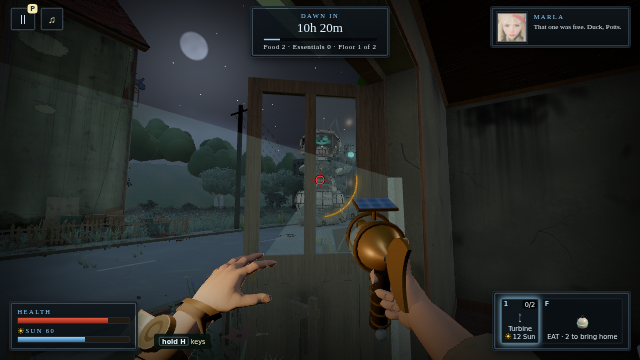 P
DAWN IN
10h 20m
Food 2 · Essentials 0 · Floor 1 of 2
MARLA
That one was free. Duck, Potts.
HEALTH
SUN 60
hold H keys
1 0/2
Turbine
12 Sun
F
EAT · 2 to bring home